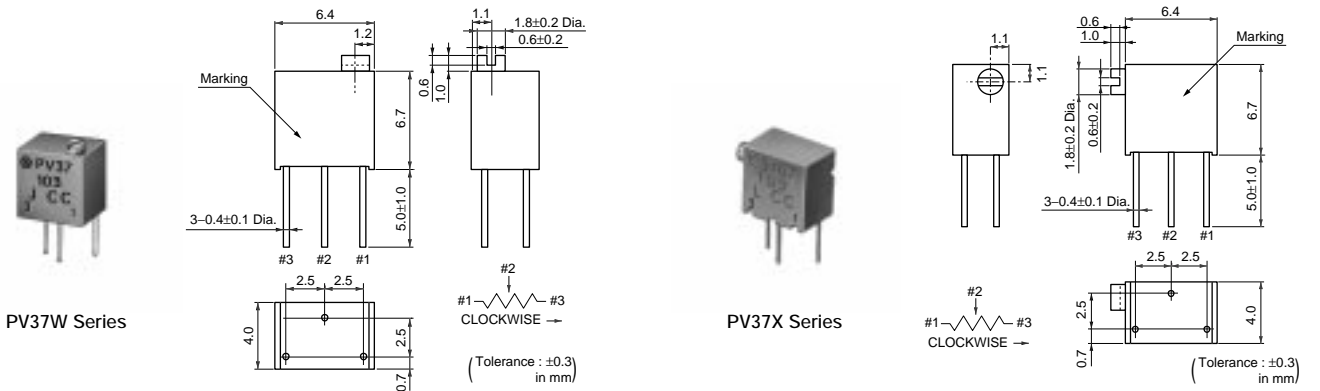 6.4
1.2
1.1
1.8±0.2 Dia.
0.6±0.2
Marking
0.6
1.0
6.7
5.0±1.0
3–0.4±0.1 Dia.
#3 #2 #1
PV37
103
J CC
3 1
PV37W Series
2.5 2.5
4.0
2.5
0.7
#2
#1 #3
CLOCKWISE
(Tolerance : ±0.3)
in mm
1.1
1.1
0.6
1.0
6.4
Marking
1.8±0.2 Dia.
0.6±0.2
6.7
5.0±1.0
3–0.4±0.1 Dia.
#3 #2 #1
PV37X Series
2.5 2.5
2.5
0.7
4.0
#2
#1 #3
CLOCKWISE
(Tolerance : ±0.3)
in mm